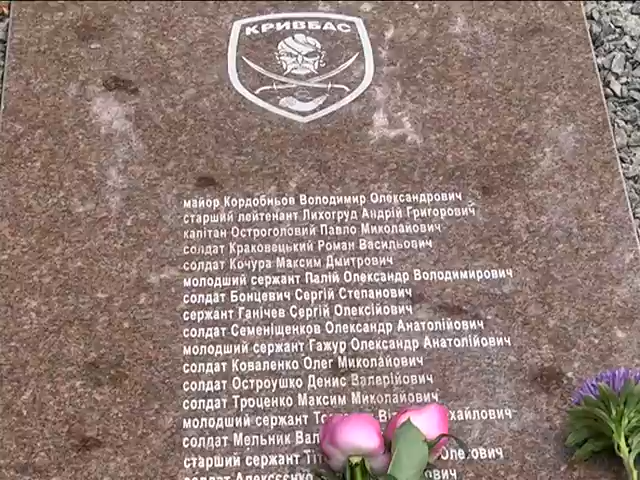 КРИВБАС
майор Кордобньов Володимир Олександрович
старший лейтенант Лихогруд Андрій Григорович
капітан Остроголовий Павло Миколайович
солдат Краковецький Роман Васильович
солдат Кочура Максим Дмитрович
молодший сержант Палій Олександр Володимирович
солдат Бонцевич Сергій Степанович
сержант Ганічев Сергій Олексійович
солдат Семеніщенков Олександр Анатолійович
молодший сержант Гажур Олександр Анатолійович
солдат Коваленко Олег Миколайович
солдат Остроушко Денис Валерійович
солдат Троценко Максим Миколайович
молодший сержант
солдат Мельник
старший сержант
солдат